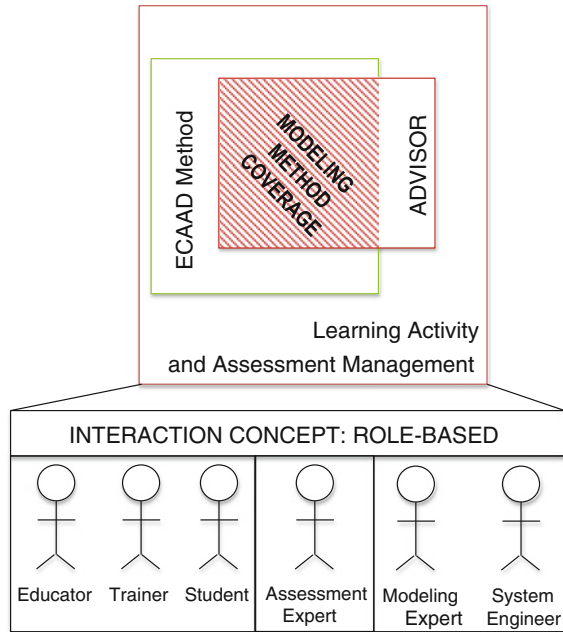 ECAAD Method
MODELING
METHOD
COVERAGE
ADVISOR
Learning Activity
and Assessment Management
INTERACTION CONCEPT: ROLE-BASED
Educator
Trainer
Student
Assessment
Expert
Modeling
Expert
System
Engineer